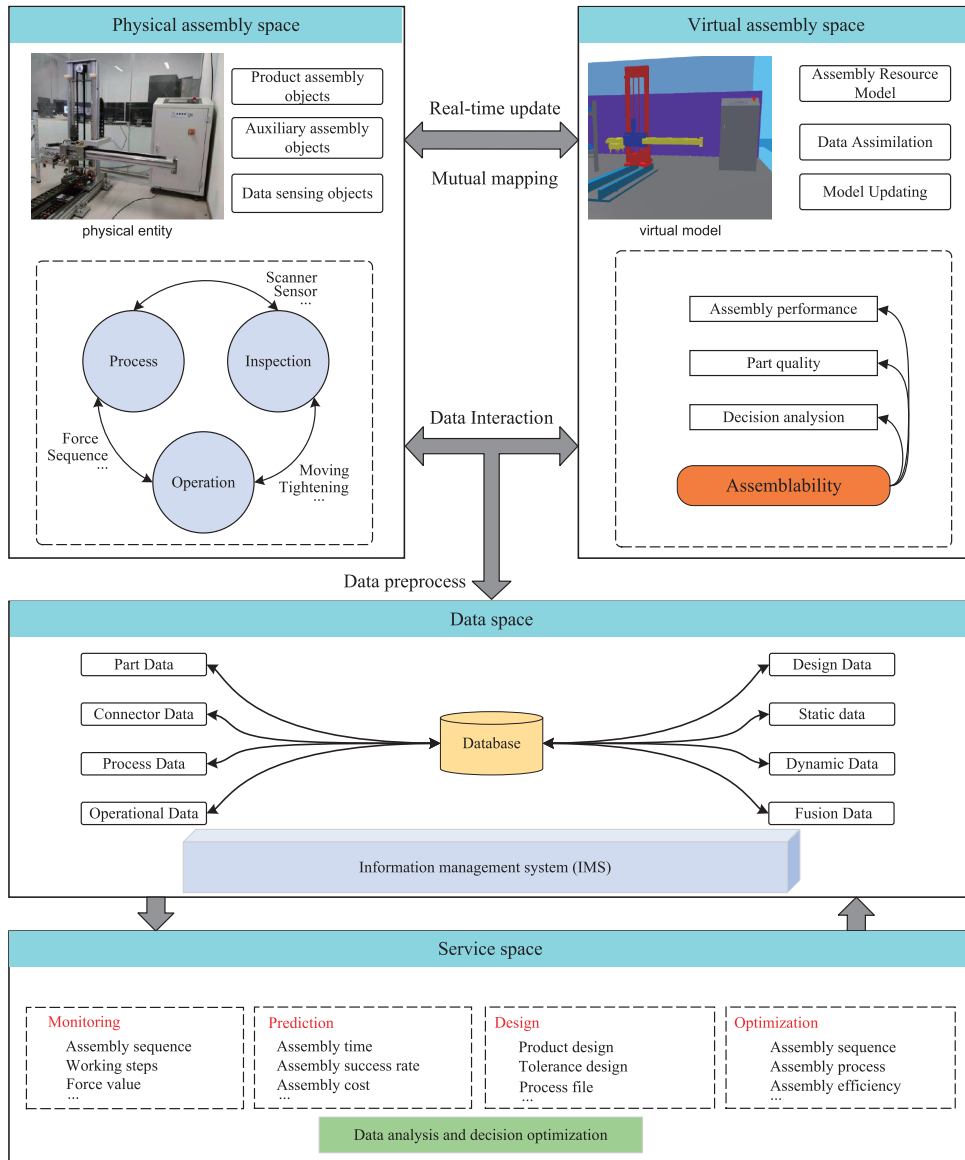 Physical assembly space
Product assembly
objects
Auxiliary assembly
objects
Data sensing objects
physical entity
Scanner
Sensor
...
Process
Inspection
Force
Sequence
...
Operation
Moving
Tightening
...
Real-time update
Mutual mapping
Data Interaction
Data preprocess
Virtual assembly space
Assembly Resource
Model
Data Assimilation
Model Updating
virtual model
Assembly performance
Part quality
Decision analysion
Assemblability
Data space
Part Data
Connector Data
Process Data
Operational Data
Database
Design Data
Static data
Dynamic Data
Fusion Data
Information management system (IMS)
Service space
Monitoring
Assembly sequence
Working steps
Force value
...
Prediction
Assembly time
Assembly success rate
Assembly cost
...
Design
Product design
Tolerance design
Process file
...
Optimization
Assembly sequence
Assembly process
Assembly efficiency
...
Data analysis and decision optimization